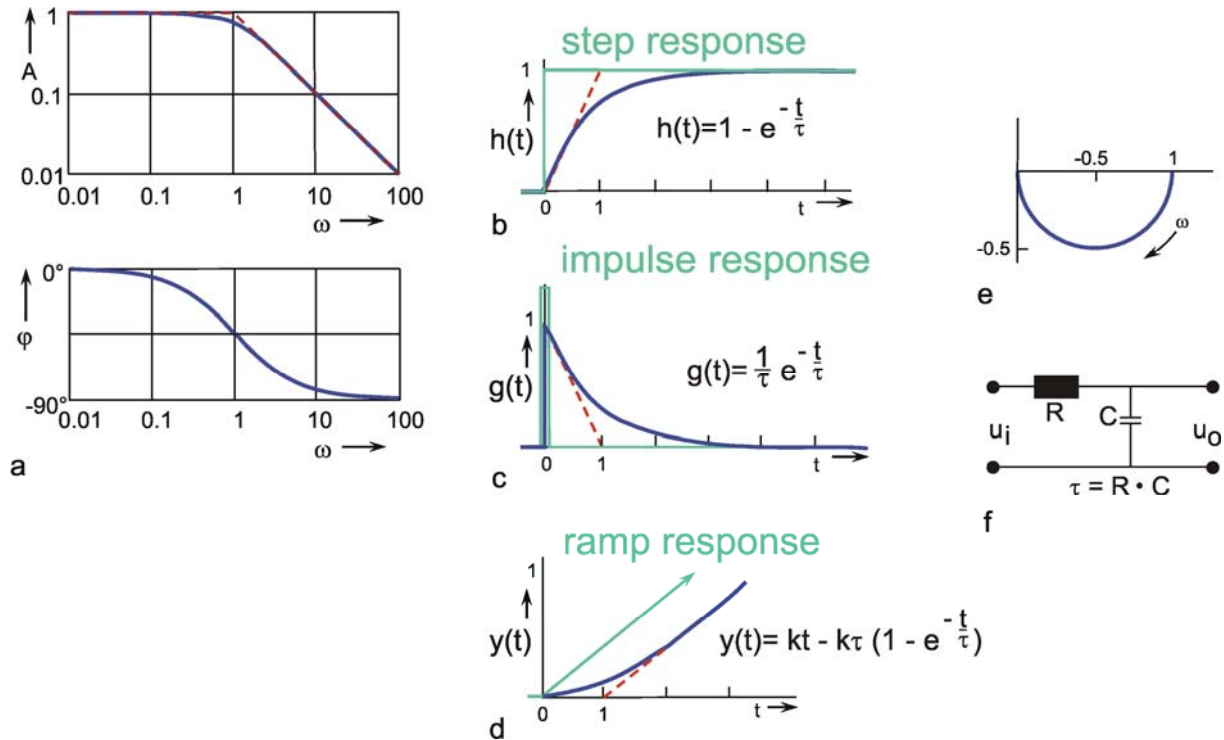 1
A
0.1
0.01
0.01 0.1 1 10 100
ω
0°
φ
-90°
0.01 0.1 1 10 100
ω
a
step response
1
h(t)
h(t)=1 - e^-t/τ
0 1 t
b
impulse response
1
g(t)
g(t)= 1/τ e^-t/τ
0 1 t
c
ramp response
1
y(t)
y(t)= kt - kτ (1 - e^-t/τ)
0 1 t
d
-0.5 1
-0.5
ω
e
R
C
u_i u_o
τ = R • C
f